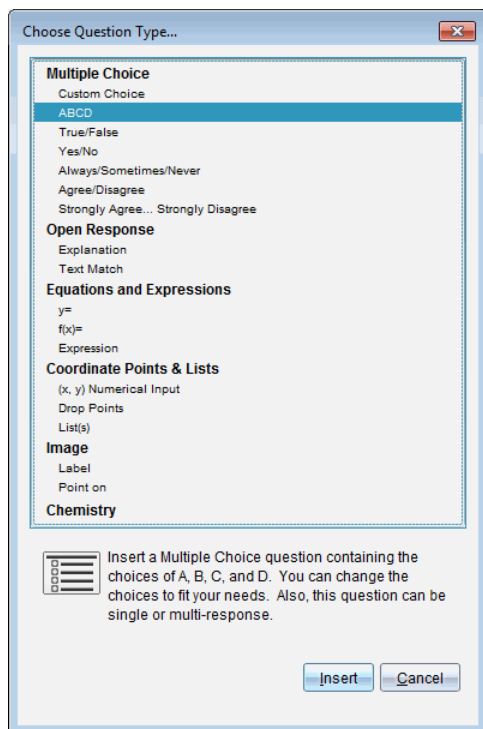 Choose Question Type...
Multiple Choice
Custom Choice
ABCD
True/False
Yes/No
Always/Sometimes/Never
Agree/Disagree
Strongly Agree... Strongly Disagree
Open Response
Explanation
Text Match
Equations and Expressions
y=
f(x)=
Expression
Coordinate Points & Lists
(x, y) Numerical Input
Drop Points
List(s)
Image
Label
Point on
Chemistry
Insert a Multiple Choice question containing the
choices of A, B, C, and D. You can change the
choices to fit your needs. Also, this question can be
single or multi-response.
Insert Cancel